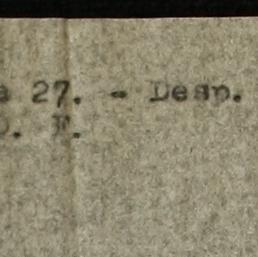 a 27. - Desp.
D. F.